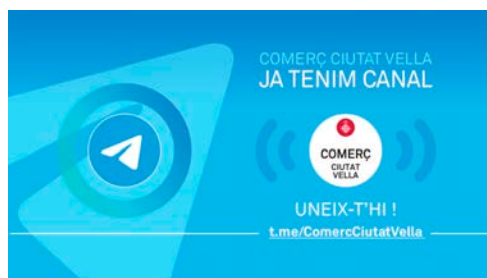 COMERÇ CIUTAT VELLA
JA TENIM CANAL
COMERÇ
CIUTAT
VELLA
UNEIX-T'HI !
t.me/ComercCiutatVella